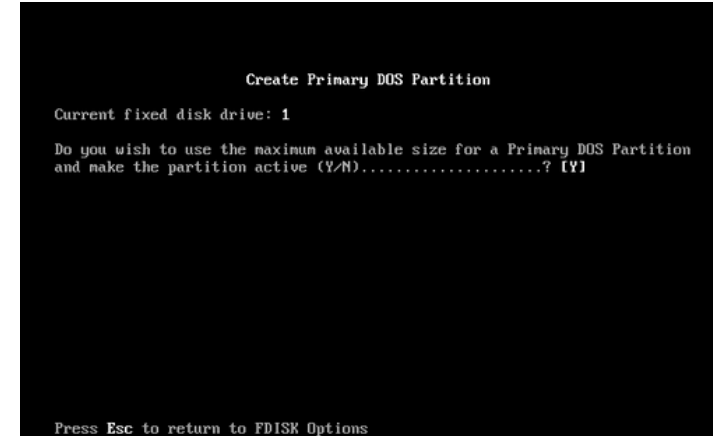 Create Primary DOS Partition
Current fixed disk drive: 1
Do you wish to use the maximum available size for a Primary DOS Partition
and make the partition active (Y/N).....................? [Y]
Press Esc to return to FDISK Options